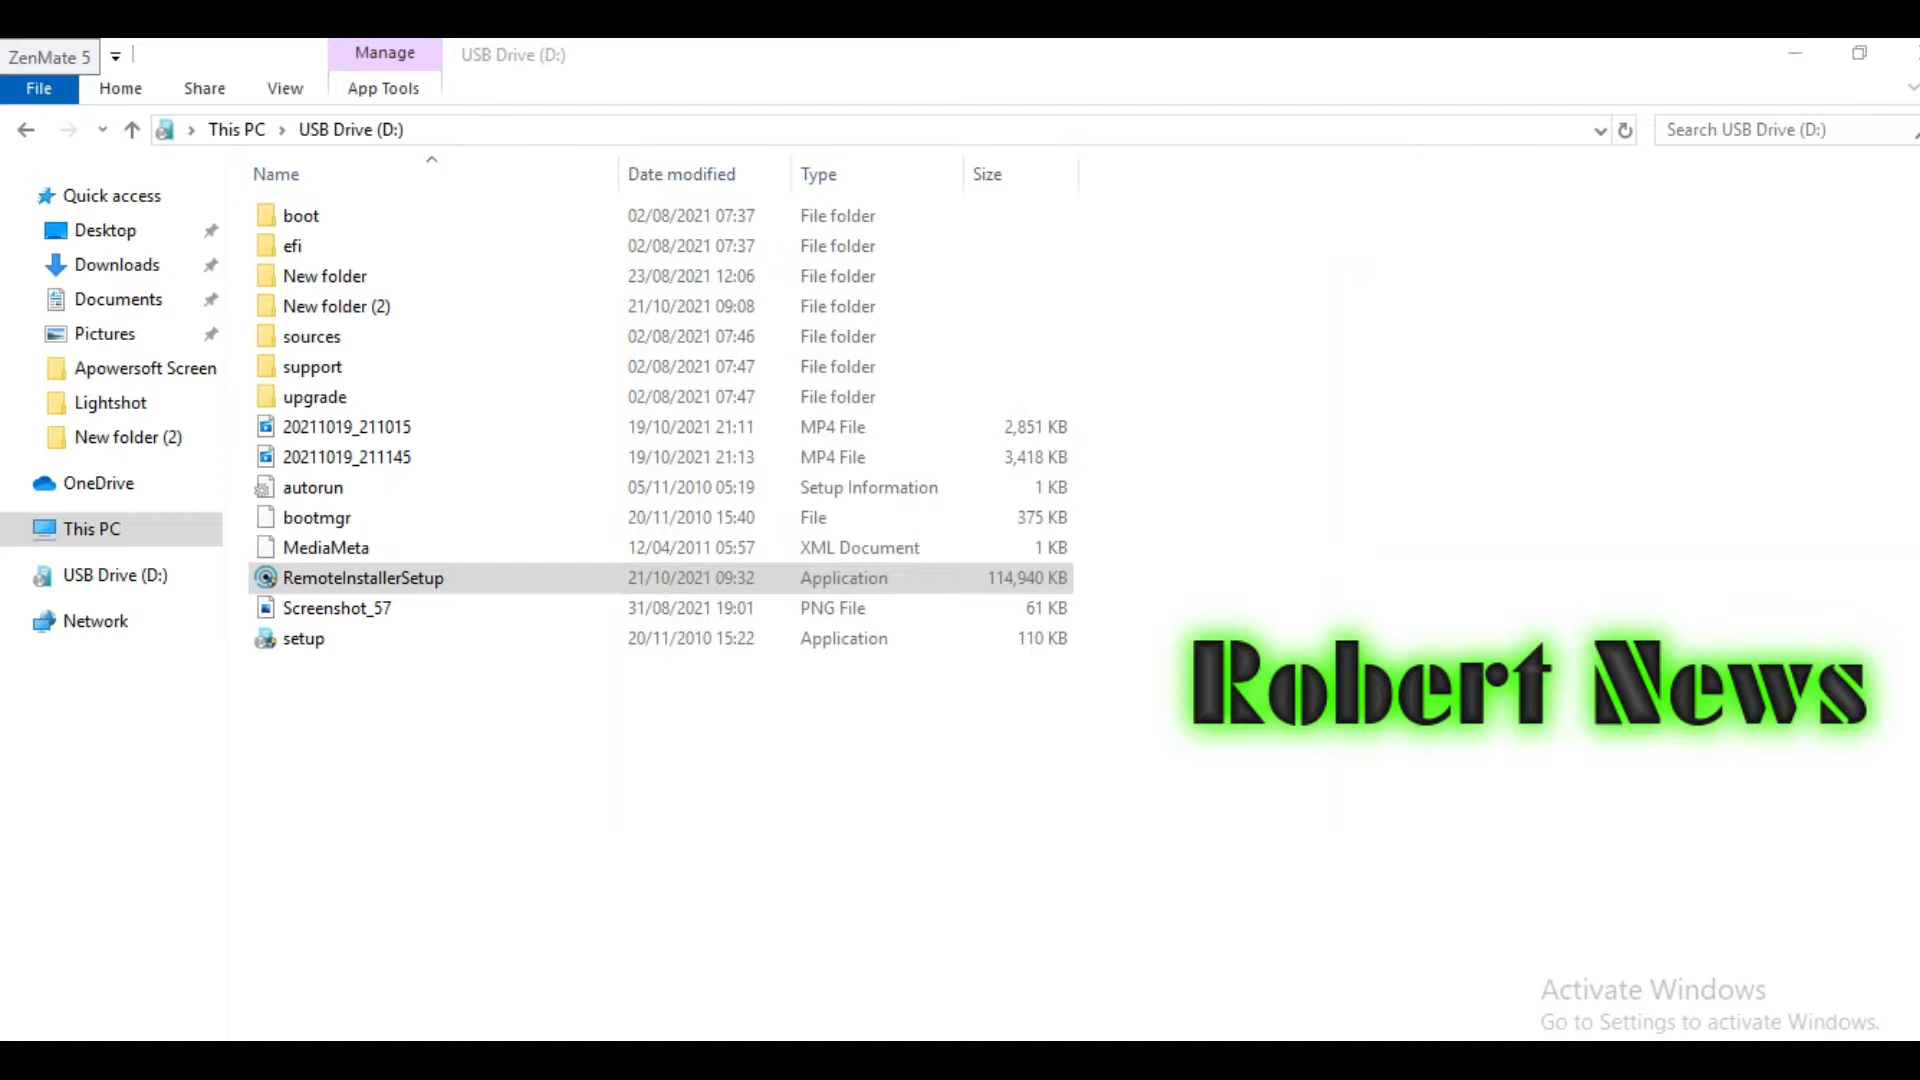 ZenMate 5
Manage
USB Drive (D:)
File
Home
Share
View
App Tools
This PC
USB Drive (D:)
Search USB Drive (D:)
Name
Date modified
Type
Size
Quick access
Desktop
Downloads
Documents
Pictures
Apowersoft Screen
Lightshot
New folder (2)
OneDrive
This PC
USB Drive (D:)
Network
boot 02/08/2021 07:37 File folder
efi 02/08/2021 07:37 File folder
New folder 23/08/2021 12:06 File folder
New folder (2) 21/10/2021 09:08 File folder
sources 02/08/2021 07:46 File folder
support 02/08/2021 07:47 File folder
upgrade 02/08/2021 07:47 File folder
20211019_211015 19/10/2021 21:11 MP4 File 2,851 KB
20211019_211145 19/10/2021 21:13 MP4 File 3,418 KB
autorun 05/11/2010 05:19 Setup Information 1 KB
bootmgr 20/11/2010 15:40 File 375 KB
MediaMeta 12/04/2011 05:57 XML Document 1 KB
RemoteInstallerSetup 21/10/2021 09:32 Application 114,940 KB
Screenshot_57 31/08/2021 19:01 PNG File 61 KB
setup 20/11/2010 15:22 Application 110 KB
Robert News
Activate Windows
Go to Settings to activate Windows.